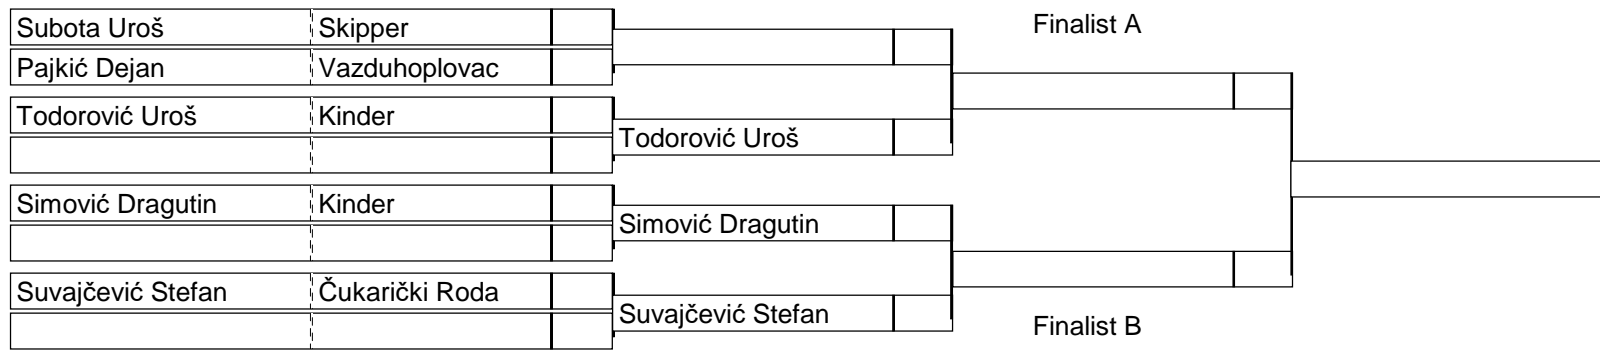 Subota Uroš Skipper
Pajkić Dejan Vazduhoplovac
Todorović Uroš Kinder
Simović Dragutin Kinder
Suvajčević Stefan Čukarički Roda
Todorović Uroš
Simović Dragutin
Suvajčević Stefan
Finalist A
Finalist B